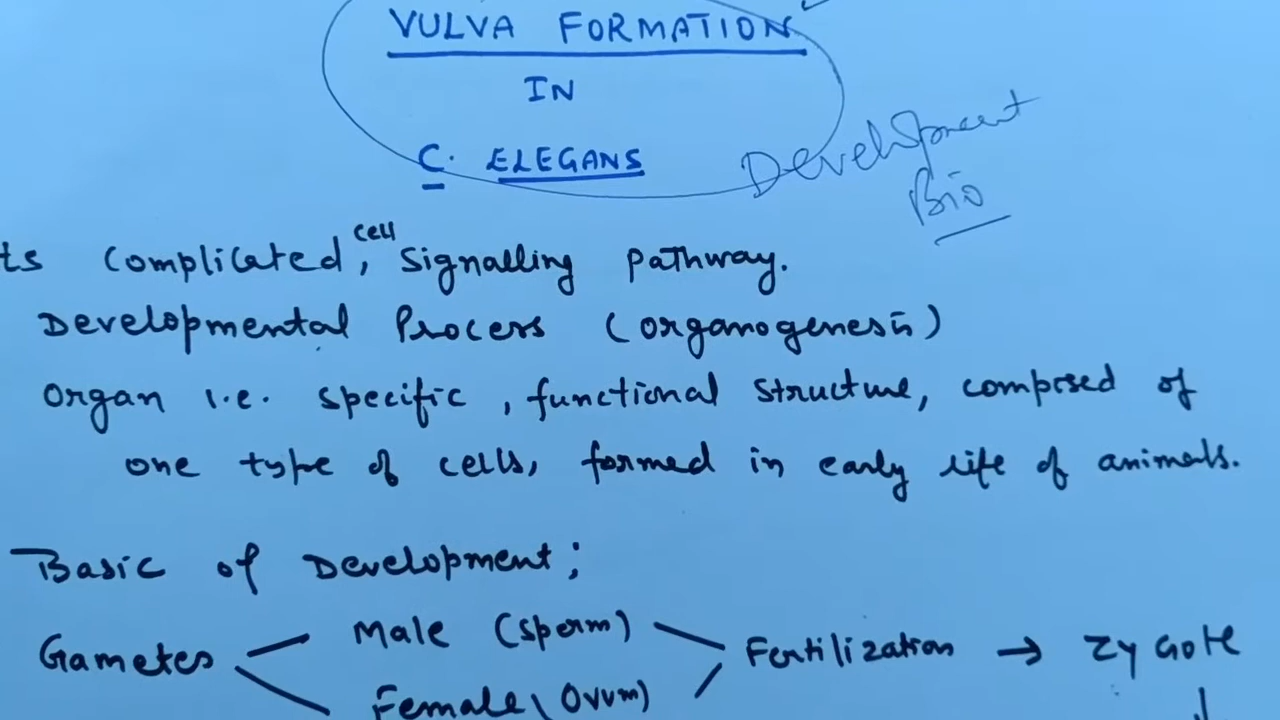 VULVA FORMATION
IN
C. ELEGANS
Development
Bio
ts complicated, cell signalling pathway.
Developmental Process (organogenesis)
organ i.e. specific, functional structure, comprsed of
one type of cells, formed in early life of animals.
Basic of Development;
Gametes
Male (sperm)
Female (Ovum)
Fertilization → Zygote